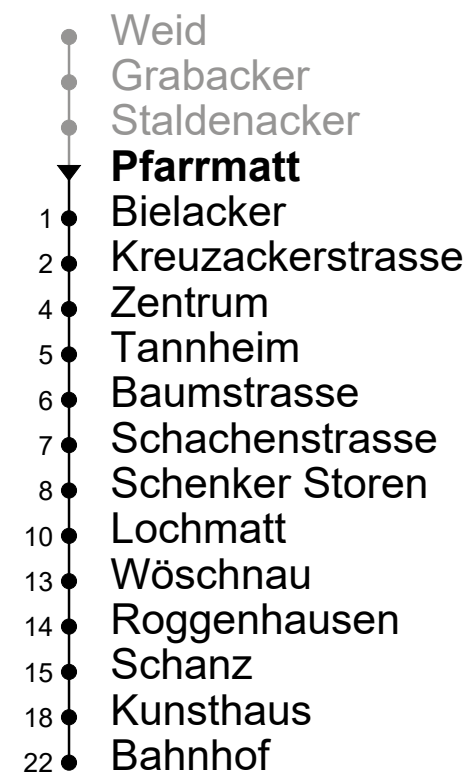 Weid
Grabacker
Staldenacker
Pfarrmatt
1 Bielacker
2 Kreuzackerstrasse
4 Zentrum
5 Tannheim
6 Baumstrasse
7 Schachenstrasse
8 Schenker Storen
10 Lochmatt
13 Wöschnau
14 Roggenhausen
15 Schanz
18 Kunsthaus
22 Bahnhof